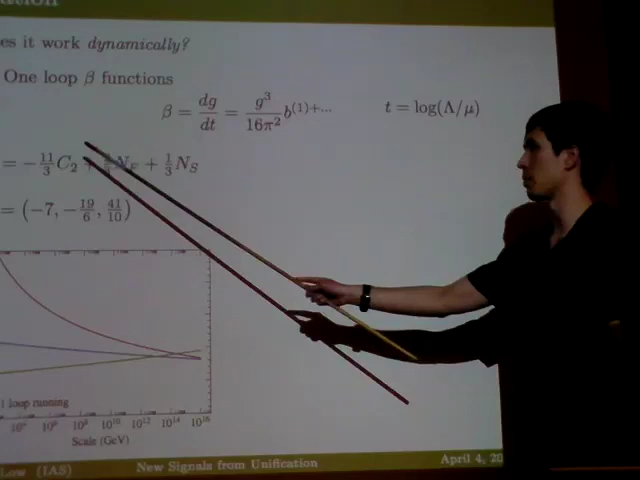 ation
es it work dynamically?
One loop β functions
β = dg/dt = g³/16π² b⁽¹⁾⁺··· t = log(Λ/μ)
= −11/3 C₂ + N_F + 1/3 N_S
= (−7, −19/6, 41/10)
1 loop running
10⁸ 10¹⁰ 10¹² 10¹⁴ 10¹⁶
Scale (GeV)
Low (IAS) New Signals from Unification April 4, 20